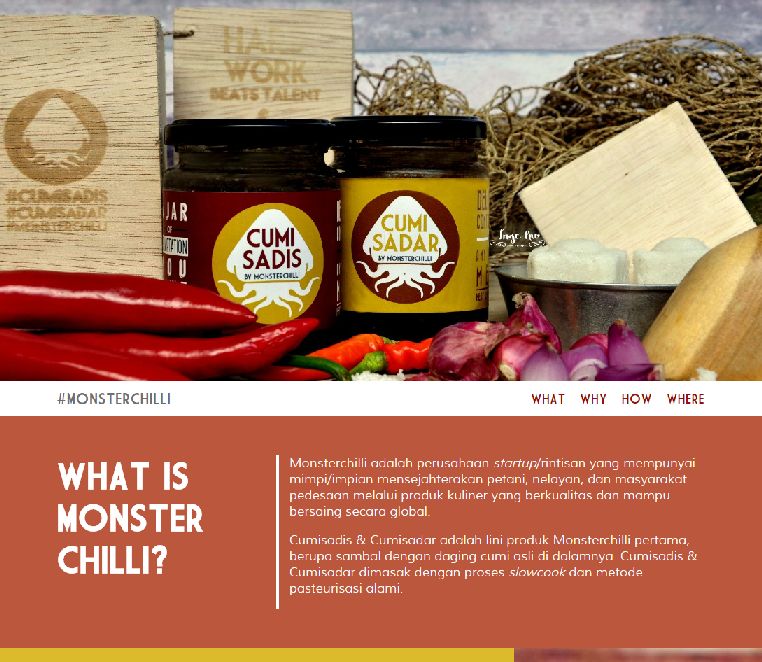 HARD
WORK
BEATS TALENT
#CUMISADIS
#CUMISADAR
#MONSTERCHILLI
JAR
OF
CUMI
SADIS
BY MONSTERCHILLI
CUMI
SADAR
BY MONSTERCHILLI
#MONSTERCHILLI
WHAT WHY HOW WHERE
WHAT IS
MONSTER
CHILLI?
Monsterchilli adalah perusahaan startup/rintisan yang mempunyai
mimpi/impian mensejahterakan petani, nelayan, dan masyarakat
pedesaan melalui produk kuliner yang berkualitas dan mampu
bersaing secara global.
Cumisadis & Cumisadar adalah lini produk Monsterchilli pertama,
berupa sambal dengan daging cumi asli di dalamnya. Cumisadis &
Cumisadar dimasak dengan proses slowcook dan metode
pasteurisasi alami.